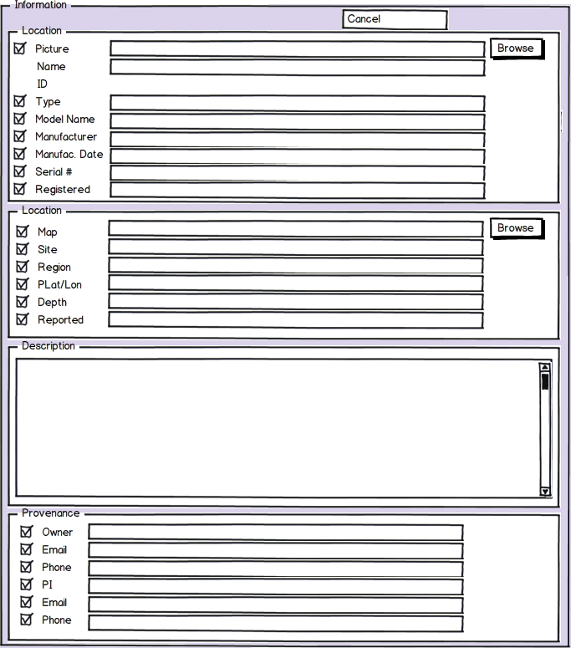 Information
Cancel
Location
Picture
Browse
Name
ID
Type
Model Name
Manufacturer
Manufac. Date
Serial #
Registered
Location
Map
Browse
Site
Region
PLat/Lon
Depth
Reported
Description
Provenance
Owner
Email
Phone
PI
Email
Phone